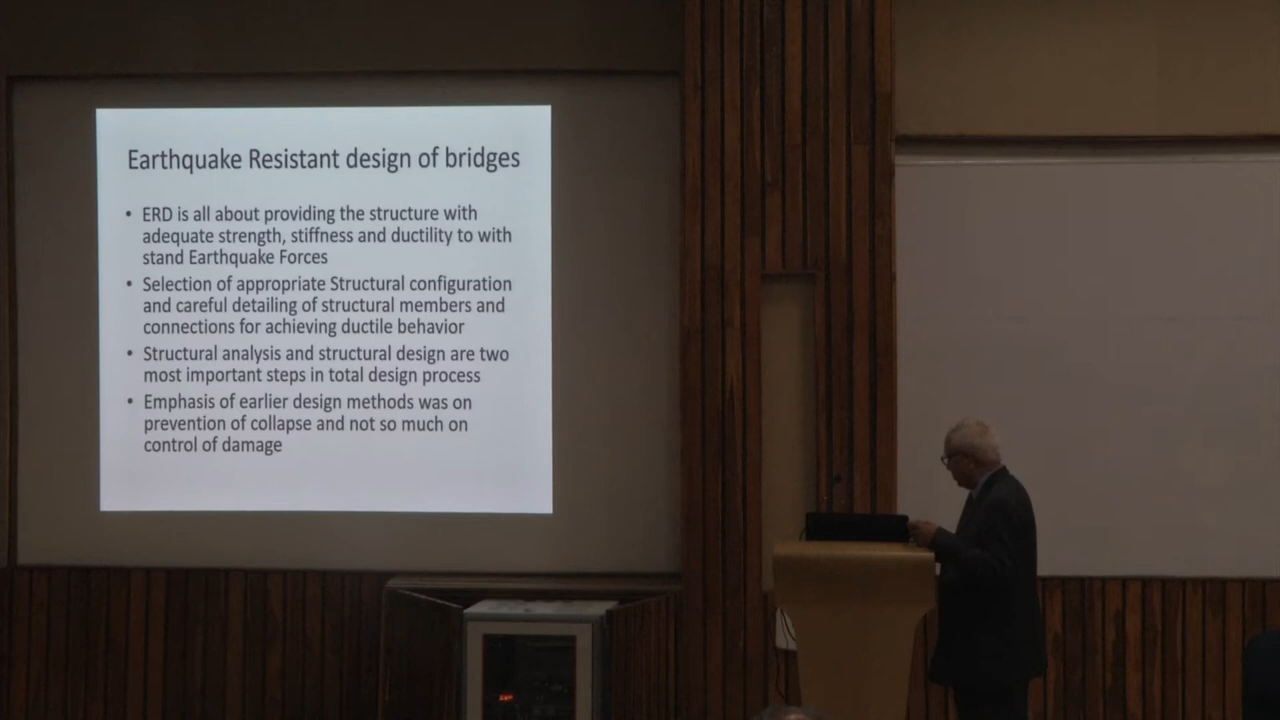 Earthquake Resistant design of bridges
• ERD is all about providing the structure with
adequate strength, stiffness and ductility to with
stand Earthquake Forces
• Selection of appropriate Structural configuration
and careful detailing of structural members and
connections for achieving ductile behavior
• Structural analysis and structural design are two
most important steps in total design process
• Emphasis of earlier design methods was on
prevention of collapse and not so much on
control of damage